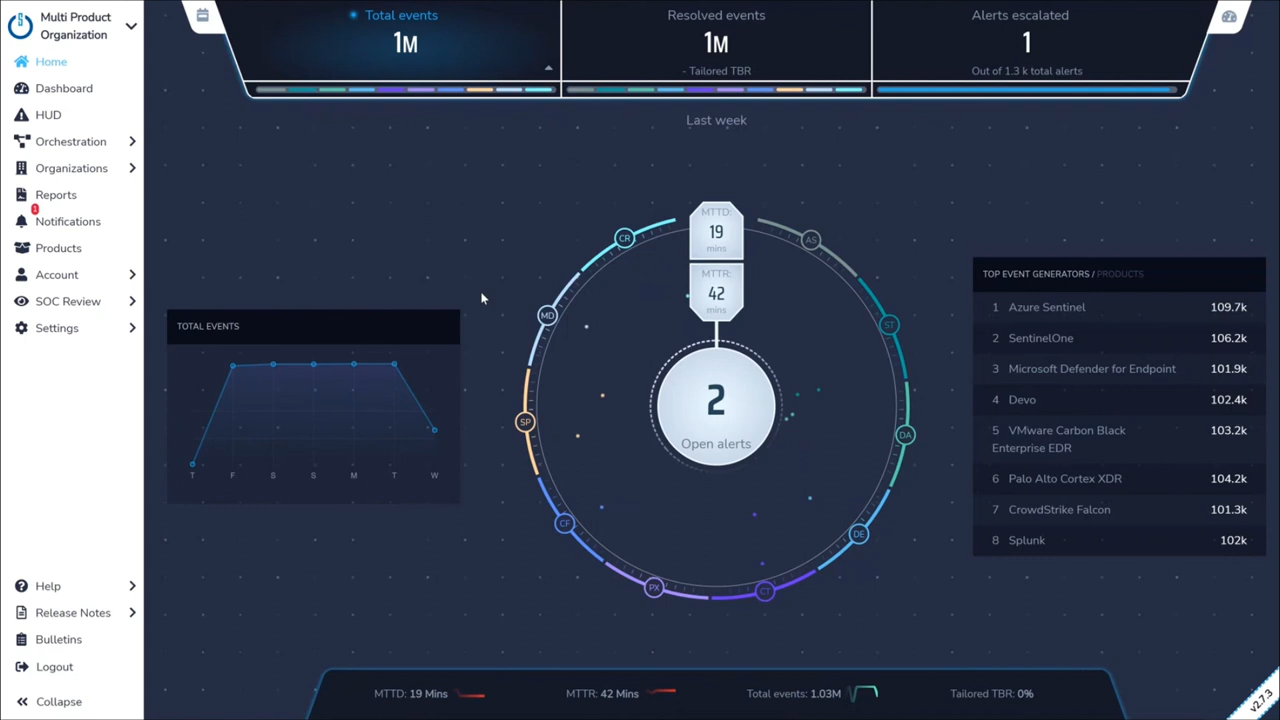 Multi Product
Organization
Home
Dashboard
HUD
Orchestration
Organizations
Reports
1
Notifications
Products
Account
SOC Review
Settings
Help
Release Notes
Bulletins
Logout
Collapse
Total events
1M
Resolved events
1M
- Tailored TBR
Alerts escalated
1
Out of 1.3 k total alerts
Last week
TOTAL EVENTS
T F S S M T W
MTTD:
19
mins
MTTR:
42
mins
2
Open alerts
CR
AS
MD
ST
SP
DA
CF
DE
PX
CT
TOP EVENT GENERATORS / PRODUCTS
1 Azure Sentinel 109.7k
2 SentinelOne 106.2k
3 Microsoft Defender for Endpoint 101.9k
4 Devo 102.4k
5 VMware Carbon Black 103.2k
Enterprise EDR
6 Palo Alto Cortex XDR 104.2k
7 CrowdStrike Falcon 101.3k
8 Splunk 102k
MTTD: 19 Mins
MTTR: 42 Mins
Total events: 1.03M
Tailored TBR: 0%
v2.7.3